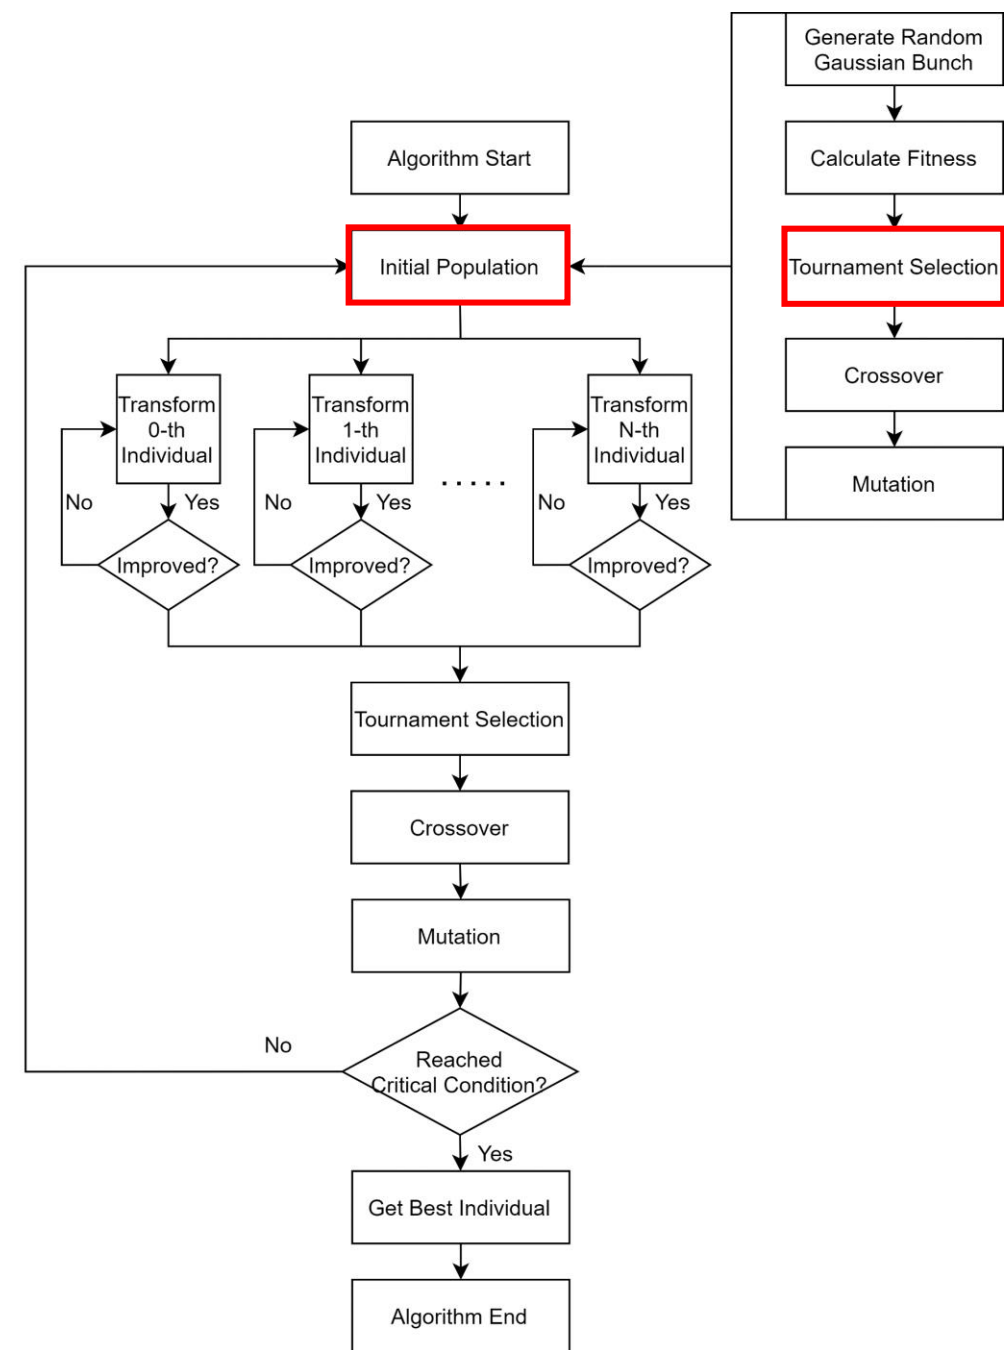 Generate Random
Gaussian Bunch
Algorithm Start
Calculate Fitness
Initial Population
Tournament Selection
Crossover
Mutation
Transform
0-th
Individual
Transform
1-th
Individual
.....
Transform
N-th
Individual
No
Yes
No
Yes
No
Yes
Improved?
Improved?
Improved?
Tournament Selection
Crossover
Mutation
No
Reached
Critical Condition?
Yes
Get Best Individual
Algorithm End